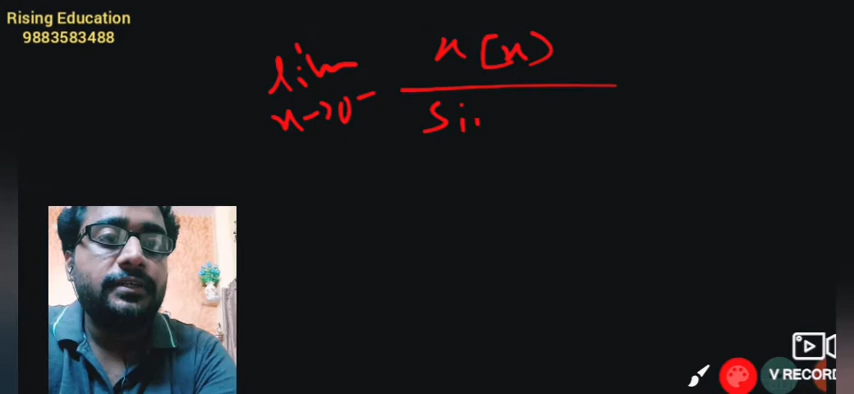 Rising Education
9883583488
lim x→0⁻ x[x] / Si
V RECORD